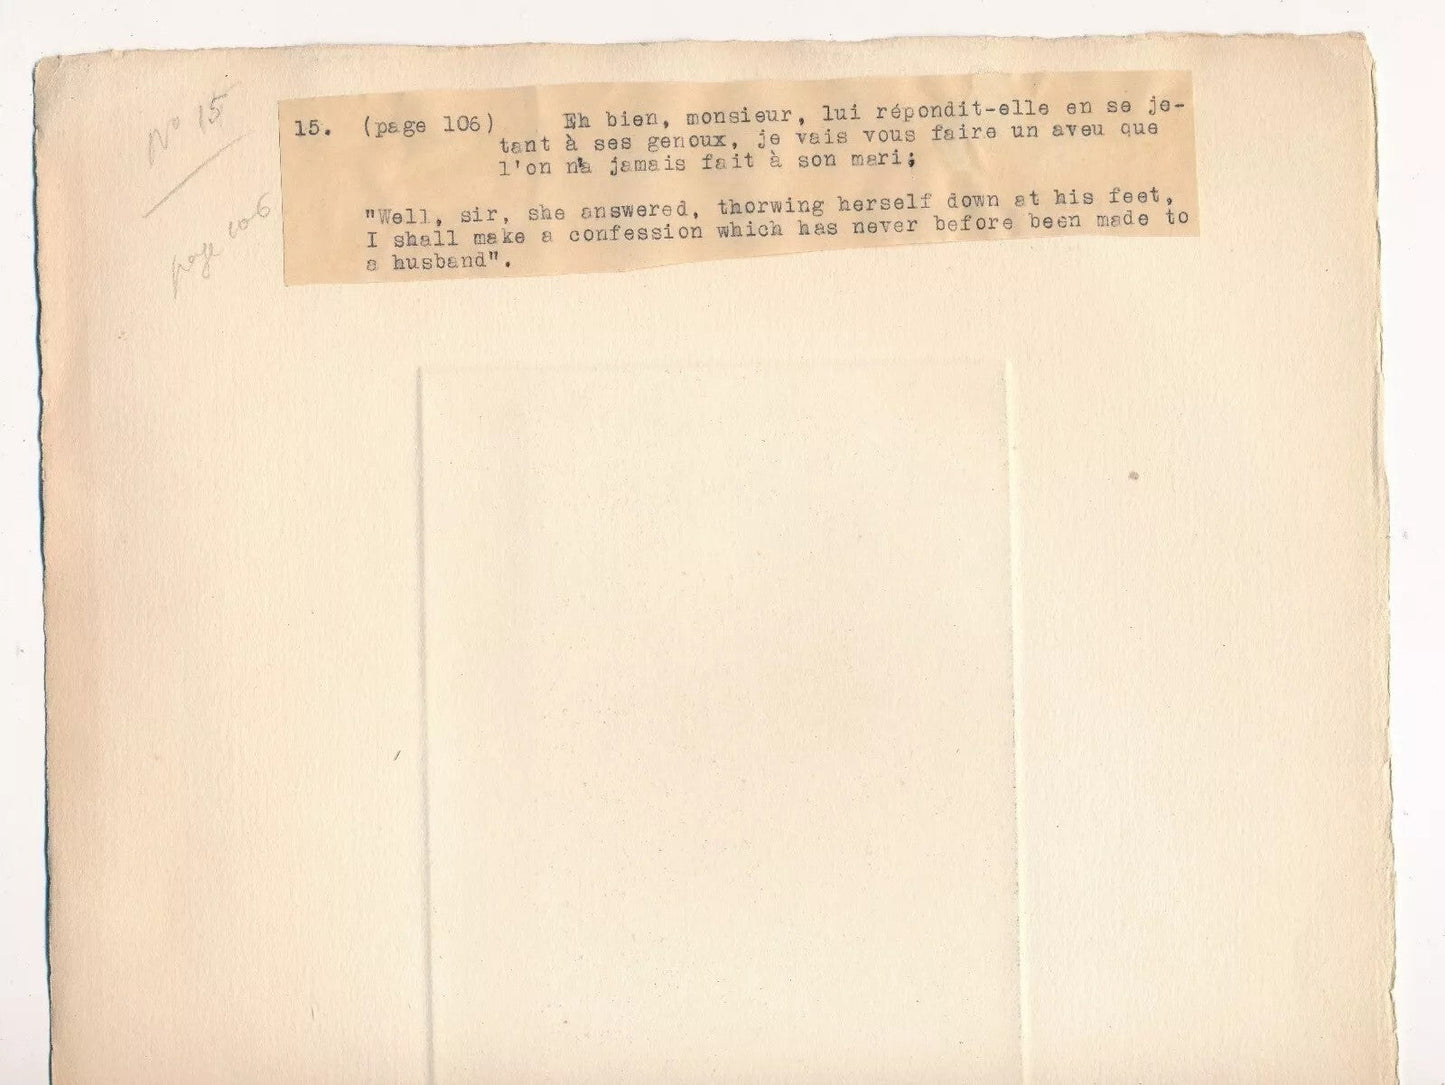 No 15
page 106
15. (page 106) Eh bien, monsieur, lui répondit-elle en se je-
tant à ses genoux, je vais vous faire un aveu que
l'on n'a jamais fait à son mari;
"Well, sir, she answered, thorwing herself down at his feet,
I shall make a confession which has never before been made to
a husband".